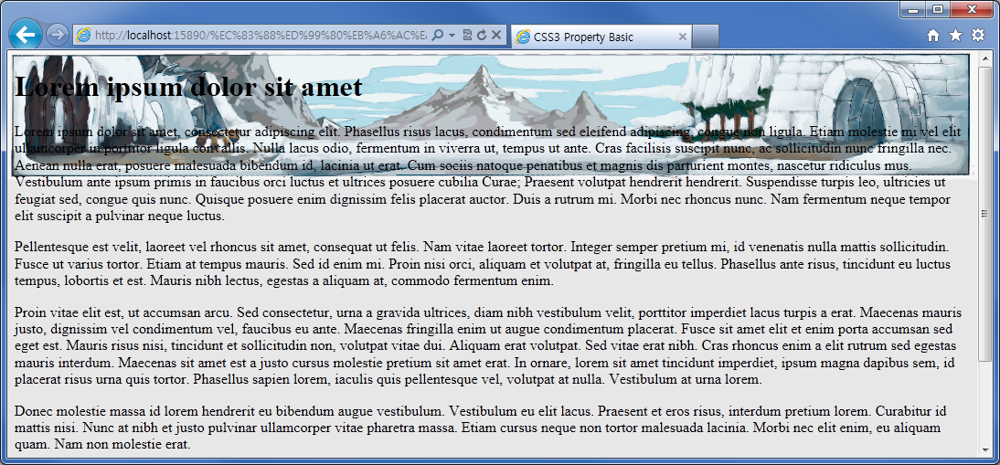 http://localhost:15890/%EC%83%88%ED%99%80%EB%A6%AC%E
CSS3 Property Basic
Lorem ipsum dolor sit amet
Lorem ipsum dolor sit amet, consectetur adipiscing elit. Phasellus risus lacus, condimentum sed eleifend adipiscing, congue non ligula. Etiam molestie mi vel elit
ullamcorper in porttitor ligula convallis. Nulla lacus odio, fermentum in viverra ut, tempus ut ante. Cras facilisis suscipit nunc, ac sollicitudin nunc fringilla nec.
Aenean nulla erat, posuere malesuada bibendum id, lacinia ut erat. Cum sociis natoque penatibus et magnis dis parturient montes, nascetur ridiculus mus.
Vestibulum ante ipsum primis in faucibus orci luctus et ultrices posuere cubilia Curae; Praesent volutpat hendrerit hendrerit. Suspendisse turpis leo, ultricies ut
feugiat sed, congue quis nunc. Quisque posuere enim dignissim felis placerat auctor. Duis a rutrum mi. Morbi nec rhoncus nunc. Nam fermentum neque tempor
elit suscipit a pulvinar neque luctus.
Pellentesque est velit, laoreet vel rhoncus sit amet, consequat ut felis. Nam vitae laoreet tortor. Integer semper pretium mi, id venenatis nulla mattis sollicitudin.
Fusce ut varius tortor. Etiam at tempus mauris. Sed id enim mi. Proin nisi orci, aliquam et volutpat at, fringilla eu tellus. Phasellus ante risus, tincidunt eu luctus
tempus, lobortis et est. Mauris nibh lectus, egestas a aliquam at, commodo fermentum enim.
Proin vitae elit est, ut accumsan arcu. Sed consectetur, urna a gravida ultrices, diam nibh vestibulum velit, porttitor imperdiet lacus turpis a erat. Maecenas mauris
justo, dignissim vel condimentum vel, faucibus eu ante. Maecenas fringilla enim ut augue condimentum placerat. Fusce sit amet elit et enim porta accumsan sed
eget est. Mauris risus nisi, tincidunt et sollicitudin non, volutpat vitae dui. Aliquam erat volutpat. Sed vitae erat nibh. Cras rhoncus enim a elit rutrum sed egestas
mauris interdum. Maecenas sit amet est a justo cursus molestie pretium sit amet erat. In ornare, lorem sit amet tincidunt imperdiet, ipsum magna dapibus sem, id
placerat risus urna quis tortor. Phasellus sapien lorem, iaculis quis pellentesque vel, volutpat at nulla. Vestibulum at urna lorem.
Donec molestie massa id lorem hendrerit eu bibendum augue vestibulum. Vestibulum eu elit lacus. Praesent et eros risus, interdum pretium lorem. Curabitur id
mattis nisi. Nunc at nibh et justo pulvinar ullamcorper vitae pharetra massa. Etiam cursus neque non tortor malesuada lacinia. Morbi nec elit enim, eu aliquam
quam. Nam non molestie erat.